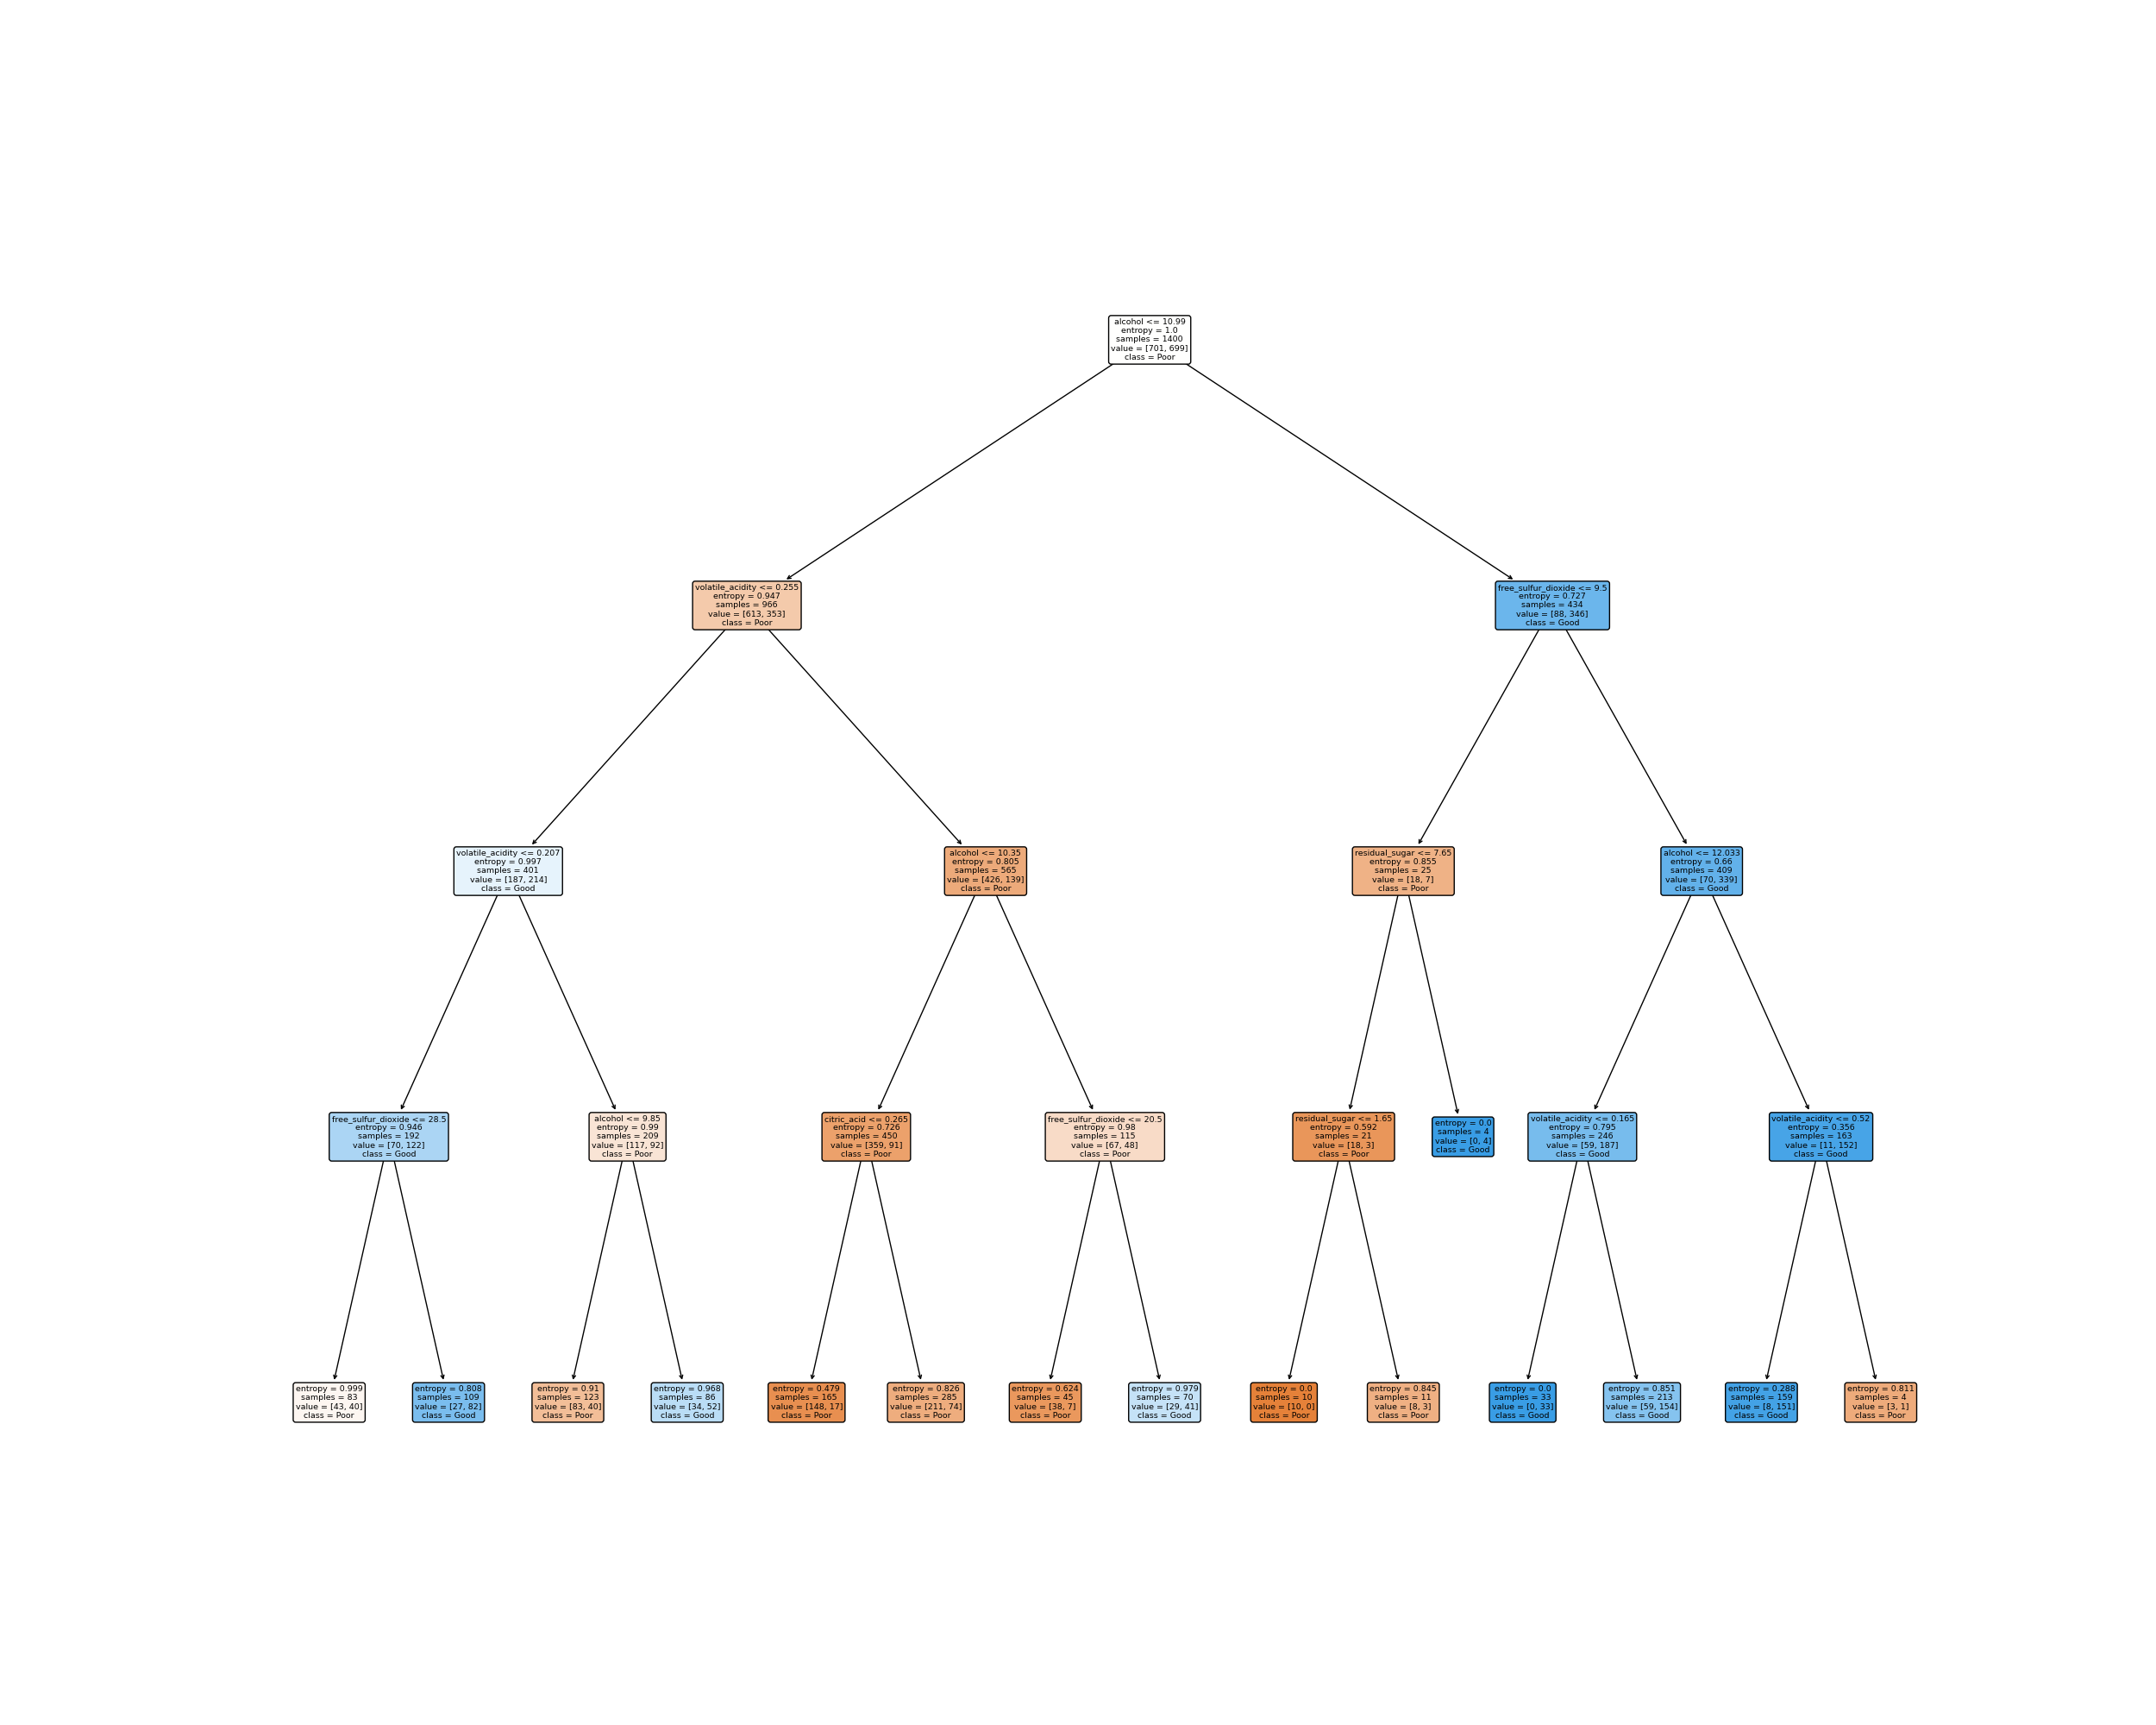 alcohol <= 10.99
entropy = 1.0
samples = 1400
value = [701, 699]
class = Poor
volatile_acidity <= 0.255
entropy = 0.947
samples = 966
value = [613, 353]
class = Poor
free_sulfur_dioxide <= 9.5
entropy = 0.727
samples = 434
value = [88, 346]
class = Good
volatile_acidity <= 0.207
entropy = 0.997
samples = 401
value = [187, 214]
class = Good
alcohol <= 10.35
entropy = 0.805
samples = 565
value = [426, 139]
class = Poor
residual_sugar <= 7.65
entropy = 0.855
samples = 25
value = [18, 7]
class = Poor
alcohol <= 12.033
entropy = 0.66
samples = 409
value = [70, 339]
class = Good
free_sulfur_dioxide <= 28.5
entropy = 0.946
samples = 192
value = [70, 122]
class = Good
alcohol <= 9.85
entropy = 0.99
samples = 209
value = [117, 92]
class = Poor
citric_acid <= 0.265
entropy = 0.726
samples = 450
value = [359, 91]
class = Poor
free_sulfur_dioxide <= 20.5
entropy = 0.98
samples = 115
value = [67, 48]
class = Poor
residual_sugar <= 1.65
entropy = 0.592
samples = 21
value = [18, 3]
class = Poor
entropy = 0.0
samples = 4
value = [0, 4]
class = Good
volatile_acidity <= 0.165
entropy = 0.795
samples = 246
value = [59, 187]
class = Good
volatile_acidity <= 0.52
entropy = 0.356
samples = 163
value = [11, 152]
class = Good
entropy = 0.999
samples = 83
value = [43, 40]
class = Poor
entropy = 0.808
samples = 109
value = [27, 82]
class = Good
entropy = 0.91
samples = 123
value = [83, 40]
class = Poor
entropy = 0.968
samples = 86
value = [34, 52]
class = Good
entropy = 0.479
samples = 165
value = [148, 17]
class = Poor
entropy = 0.826
samples = 285
value = [211, 74]
class = Poor
entropy = 0.624
samples = 45
value = [38, 7]
class = Poor
entropy = 0.979
samples = 70
value = [29, 41]
class = Good
entropy = 0.0
samples = 10
value = [10, 0]
class = Poor
entropy = 0.845
samples = 11
value = [8, 3]
class = Poor
entropy = 0.0
samples = 33
value = [0, 33]
class = Good
entropy = 0.851
samples = 213
value = [59, 154]
class = Good
entropy = 0.288
samples = 159
value = [8, 151]
class = Good
entropy = 0.811
samples = 4
value = [3, 1]
class = Poor